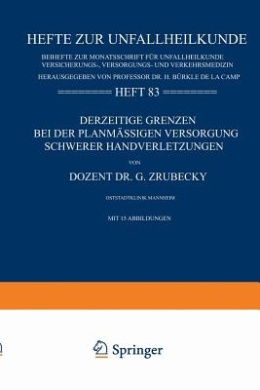 HEFTE ZUR UNFALLHEILKUNDE
BEIHEFTE ZUR MONATSSCHRIFT FÜR UNFALLHEILKUNDE
VERSICHERUNGS-, VERSORGUNGS- UND VERKEHRSMEDIZIN
HERAUSGEGEBEN VON PROFESSOR DR. H. BÜRKLE DE LA CAMP
HEFT 83
DERZEITIGE GRENZEN
BEI DER PLANMÄSSIGEN VERSORGUNG
SCHWERER HANDVERLETZUNGEN
VON
DOZENT DR. G. ZRUBECKY
MANNHEIM
MIT 15 ABBILDUNGEN
Springer